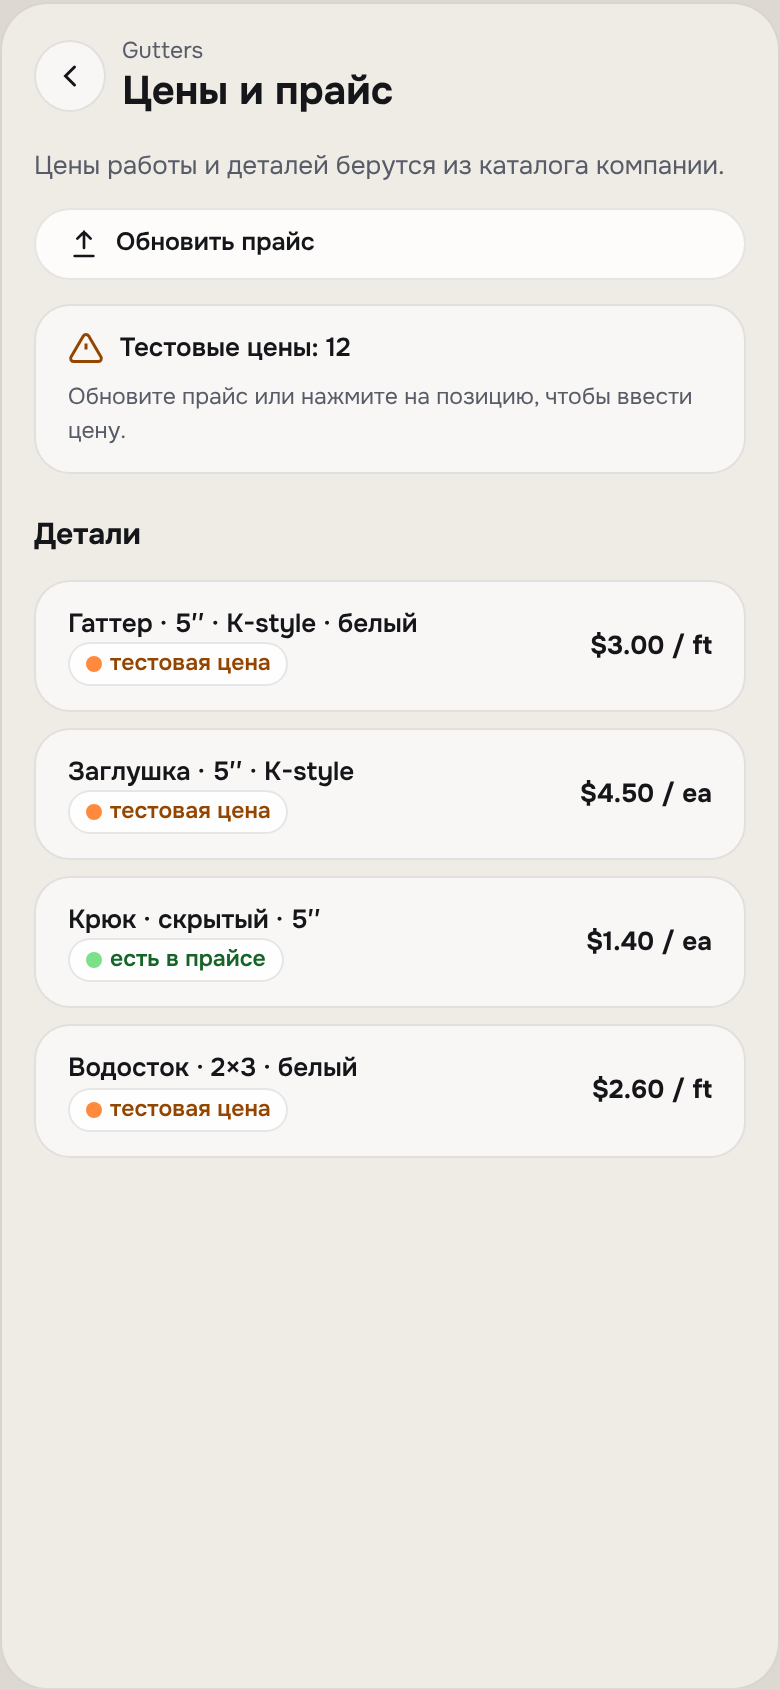 Gutters
Цены и прайс
Цены работы и деталей берутся из каталога компании.
Обновить прайс
Тестовые цены: 12
Обновите прайс или нажмите на позицию, чтобы ввести
цену.
Детали
Гаттер · 5″ · K-style · белый
тестовая цена
$3.00 / ft
Заглушка · 5″ · K-style
тестовая цена
$4.50 / ea
Крюк · скрытый · 5″
есть в прайсе
$1.40 / ea
Водосток · 2×3 · белый
тестовая цена
$2.60 / ft